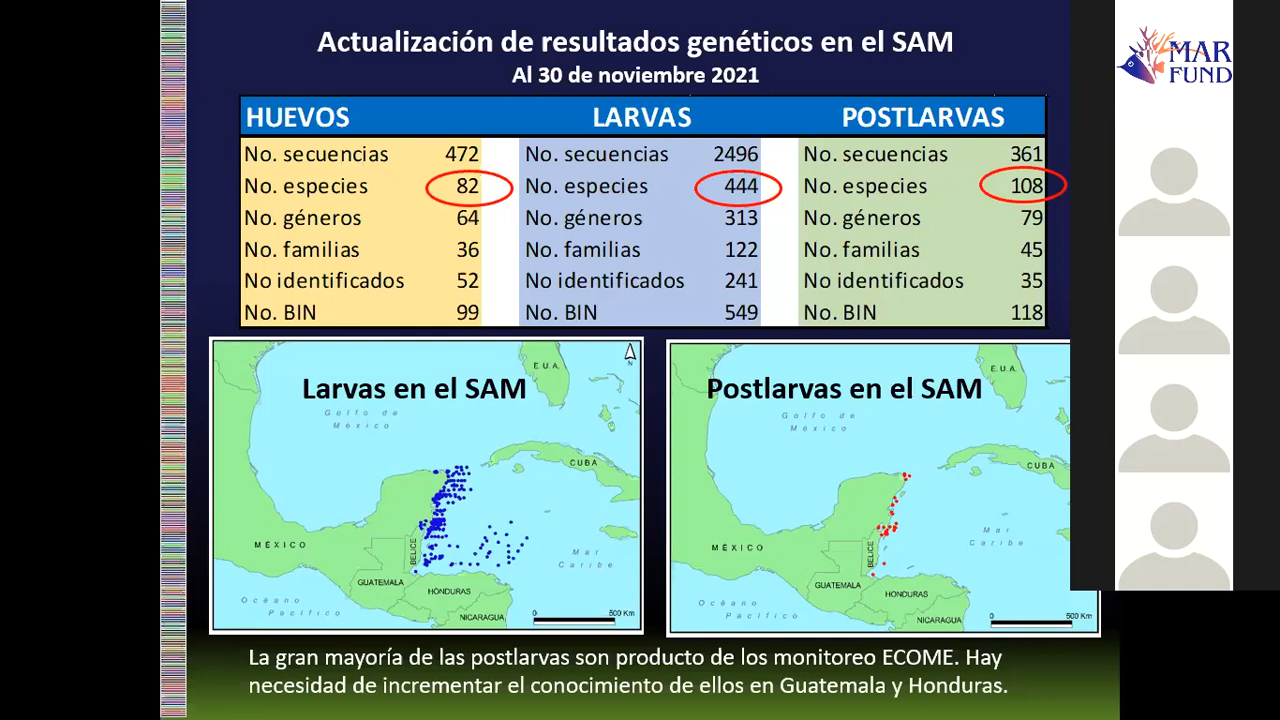 Actualización de resultados genéticos en el SAM
Al 30 de noviembre 2021
MAR
FUND
HUEVOS LARVAS POSTLARVAS
No. secuencias 472 No. secuencias 2496 No. secuencias 361
No. especies 82 No. especies 444 No. especies 108
No. géneros 64 No. géneros 313 No. géneros 79
No. familias 36 No. familias 122 No. familias 45
No identificados 52 No identificados 241 No identificados 35
No. BIN 99 No. BIN 549 No. BIN 118
E.U.A.
Larvas en el SAM
Golfo de
México
CUBA
MÉXICO
BELICE
Mar
Caribe
GUATEMALA
HONDURAS
Océano
Pacífico
NICARAGUA
0 500 Km
E.U.A.
Postlarvas en el SAM
Golfo de
México
CUBA
MÉXICO
BELICE
Mar
Caribe
GUATEMALA
HONDURAS
Océano
Pacífico
NICARAGUA
0 500 Km
La gran mayoría de las postlarvas son producto de los monitoreo ECOME. Hay
necesidad de incrementar el conocimiento de ellos en Guatemala y Honduras.